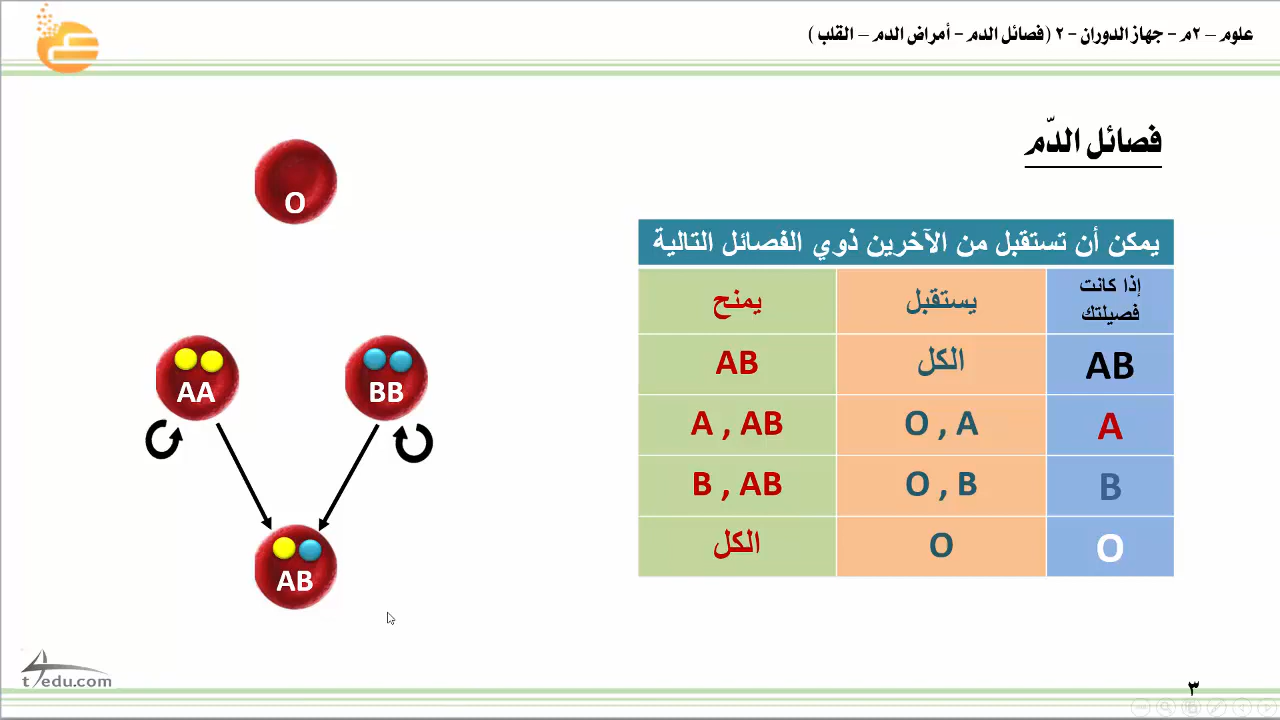 علوم – ٢م - جهاز الدوران - ٢ (فصائل الدم - أمراض الدم – القلب )
فصائل الدّم
يمكن أن تستقبل من الآخرين ذوي الفصائل التالية
إذا كانت فصيلتك يستقبل يمنح
AB الكل AB
A O , A A , AB
B O , B B , AB
O O الكل
O
AA BB
AB
t4edu.com
٣